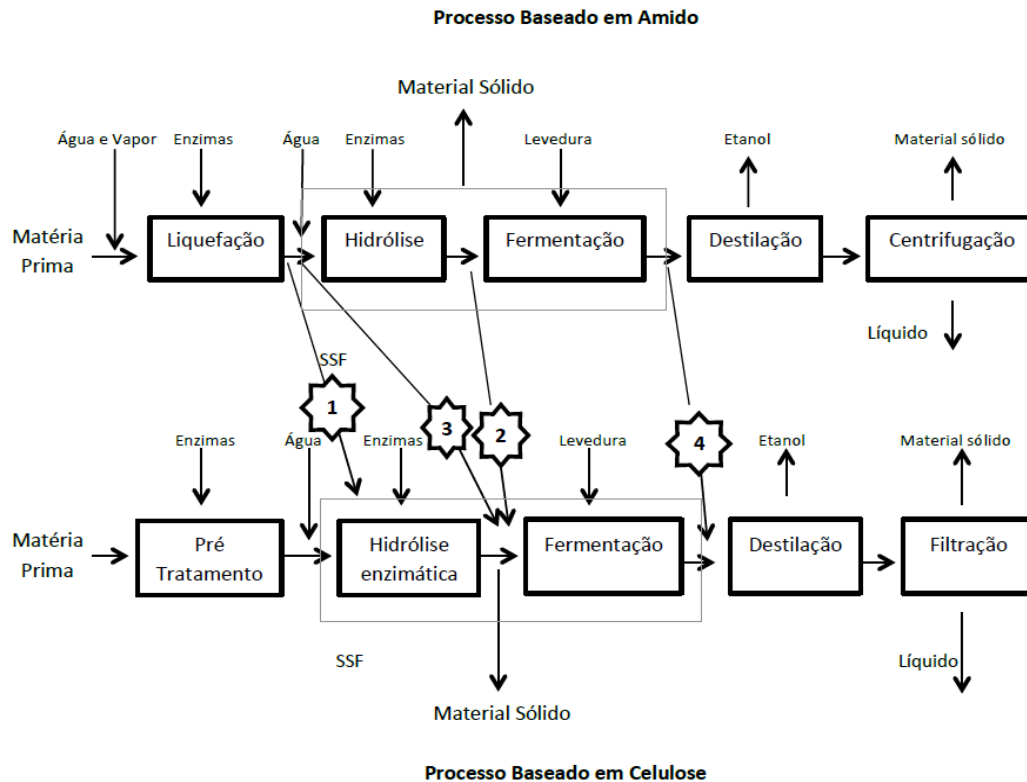 Processo Baseado em Amido
Material Sólido
Água e Vapor
Enzimas
Água
Enzimas
Levedura
Etanol
Material sólido
Matéria
Prima
Liquefação
Hidrólise
Fermentação
Destilação
Centrifugação
Líquido
SSF
1
3
2
4
Enzimas
Água
Enzimas
Levedura
Etanol
Material sólido
Matéria
Prima
Pré
Tratamento
Hidrólise
enzimática
Fermentação
Destilação
Filtração
SSF
Líquido
Material Sólido
Processo Baseado em Celulose